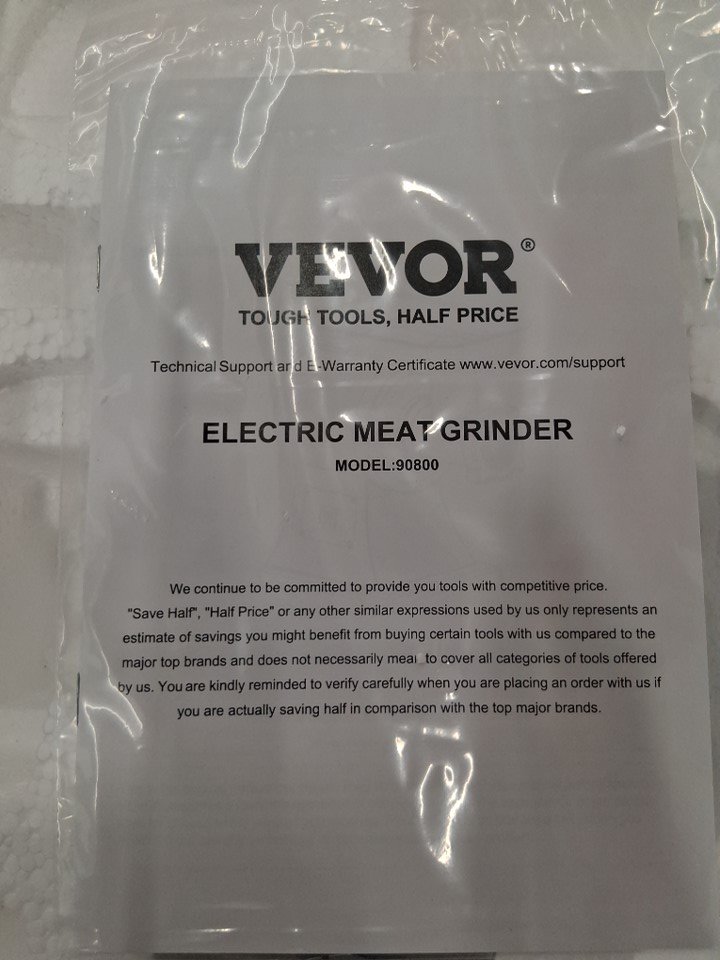 VEVOR®
TOUGH TOOLS, HALF PRICE
Technical Support and E-Warranty Certificate www.vevor.com/support
ELECTRIC MEAT GRINDER
MODEL:90800
We continue to be committed to provide you tools with competitive price.
"Save Half", "Half Price" or any other similar expressions used by us only represents an
estimate of savings you might benefit from buying certain tools with us compared to the
major top brands and does not necessarily mean to cover all categories of tools offered
by us. You are kindly reminded to verify carefully when you are placing an order with us if
you are actually saving half in comparison with the top major brands.